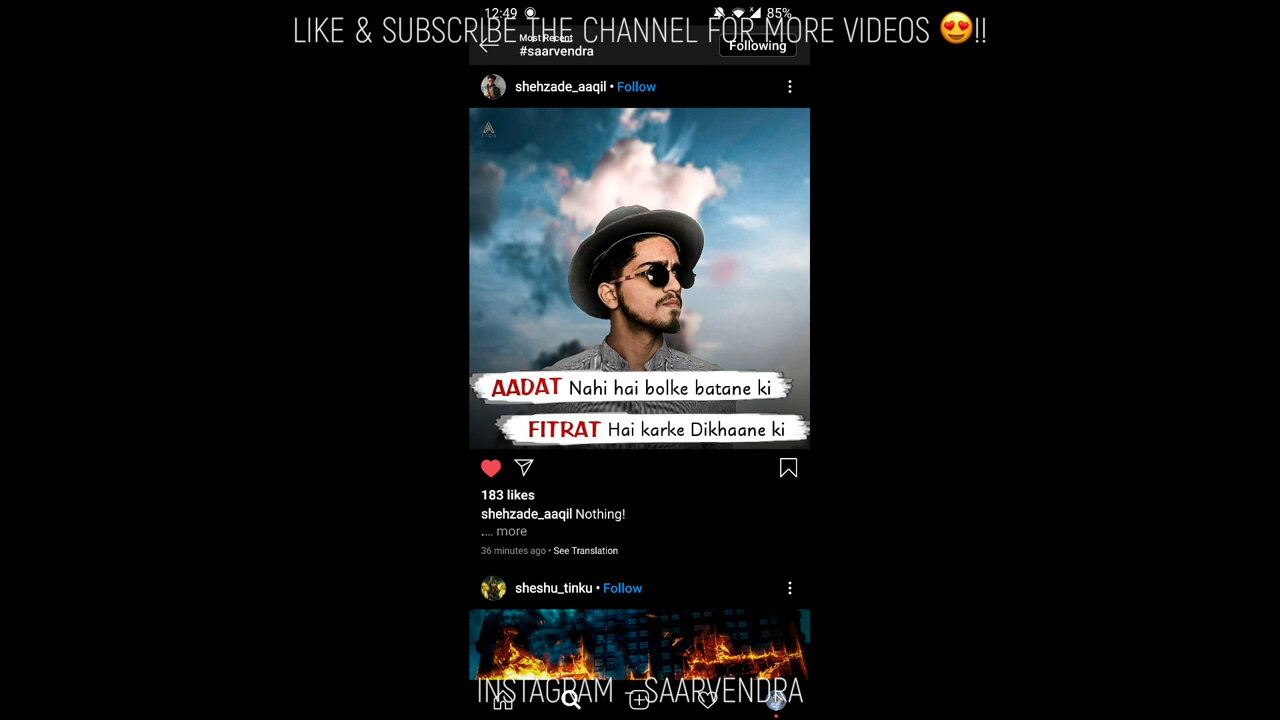 12:49
85%
LIKE & SUBSCRIBE THE CHANNEL FOR MORE VIDEOS 😍!!
Most Recent
#saarvendra
Following
shehzade_aaqil • Follow
AADAT Nahi hai bolke batane ki
FITRAT Hai karke Dikhaane ki
183 likes
shehzade_aaqil Nothing!
.... more
36 minutes ago • See Translation
sheshu_tinku • Follow
INSTAGRAM - SAARVENDRA